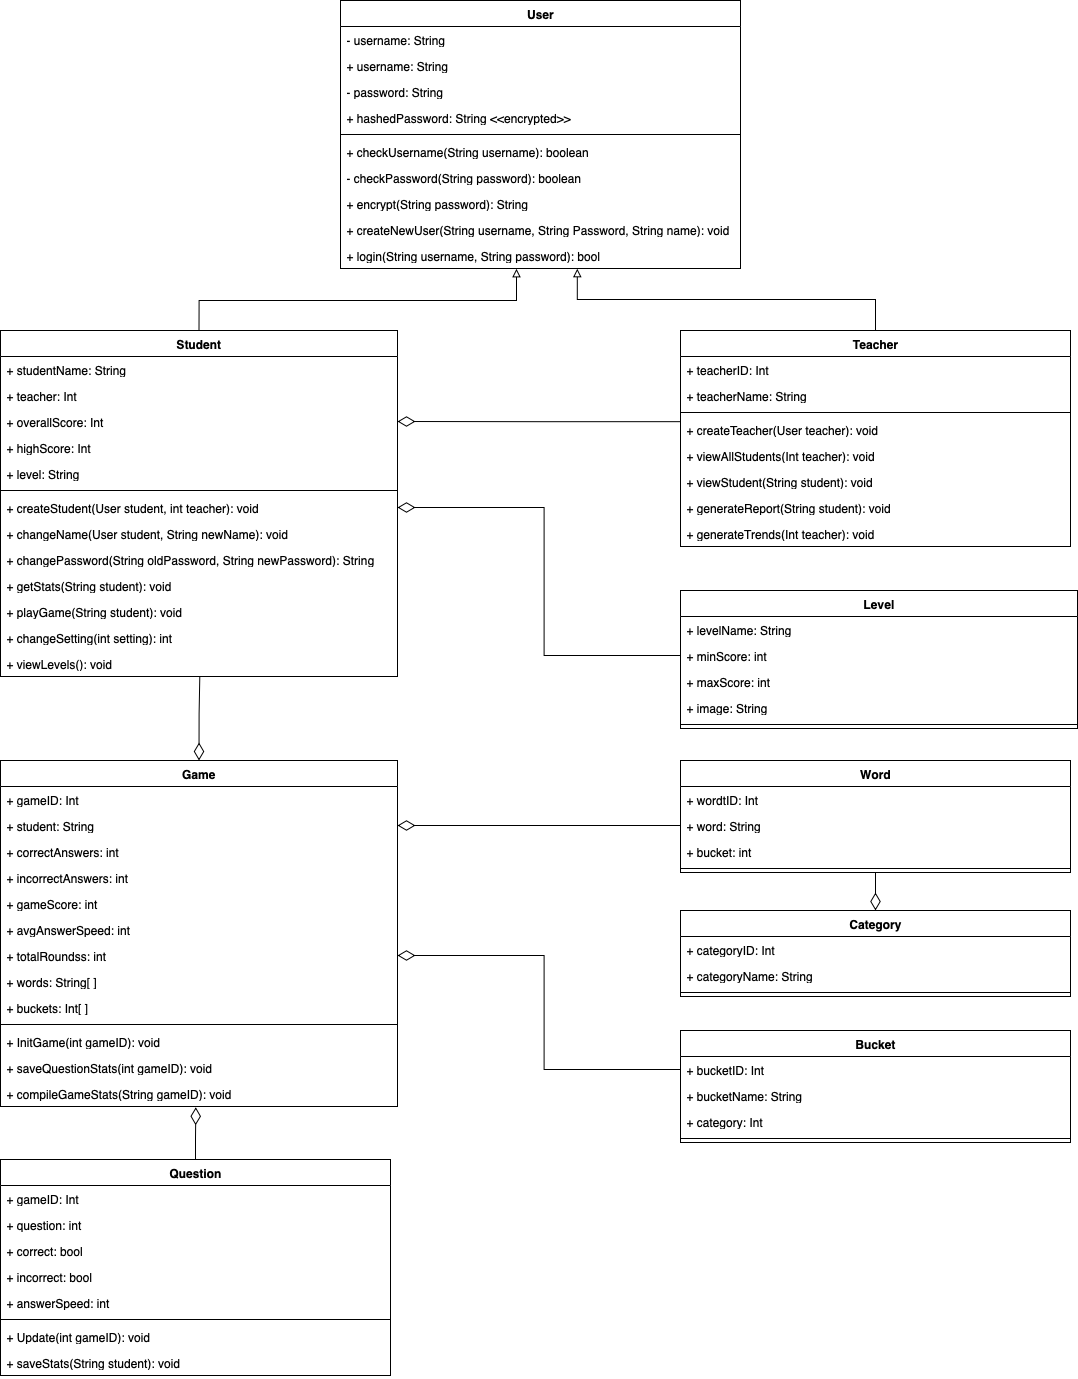 User
- username: String
+ username: String
- password: String
+ hashedPassword: String <<encrypted>>
+ checkUsername(String username): boolean
- checkPassword(String password): boolean
+ encrypt(String password): String
+ createNewUser(String username, String Password, String name): void
+ login(String username, String password): bool
Student
+ studentName: String
+ teacher: Int
+ overallScore: Int
+ highScore: Int
+ level: String
+ createStudent(User student, int teacher): void
+ changeName(User student, String newName): void
+ changePassword(String oldPassword, String newPassword): String
+ getStats(String student): void
+ playGame(String student): void
+ changeSetting(int setting): int
+ viewLevels(): void
Teacher
+ teacherID: Int
+ teacherName: String
+ createTeacher(User teacher): void
+ viewAllStudents(Int teacher): void
+ viewStudent(String student): void
+ generateReport(String student): void
+ generateTrends(Int teacher): void
Level
+ levelName: String
+ minScore: int
+ maxScore: int
+ image: String
Game
+ gameID: Int
+ student: String
+ correctAnswers: int
+ incorrectAnswers: int
+ gameScore: int
+ avgAnswerSpeed: int
+ totalRoundss: int
+ words: String[ ]
+ buckets: Int[ ]
+ InitGame(int gameID): void
+ saveQuestionStats(int gameID): void
+ compileGameStats(String gameID): void
Word
+ wordtID: Int
+ word: String
+ bucket: int
Category
+ categoryID: Int
+ categoryName: String
Bucket
+ bucketID: Int
+ bucketName: String
+ category: Int
Question
+ gameID: Int
+ question: int
+ correct: bool
+ incorrect: bool
+ answerSpeed: int
+ Update(int gameID): void
+ saveStats(String student): void